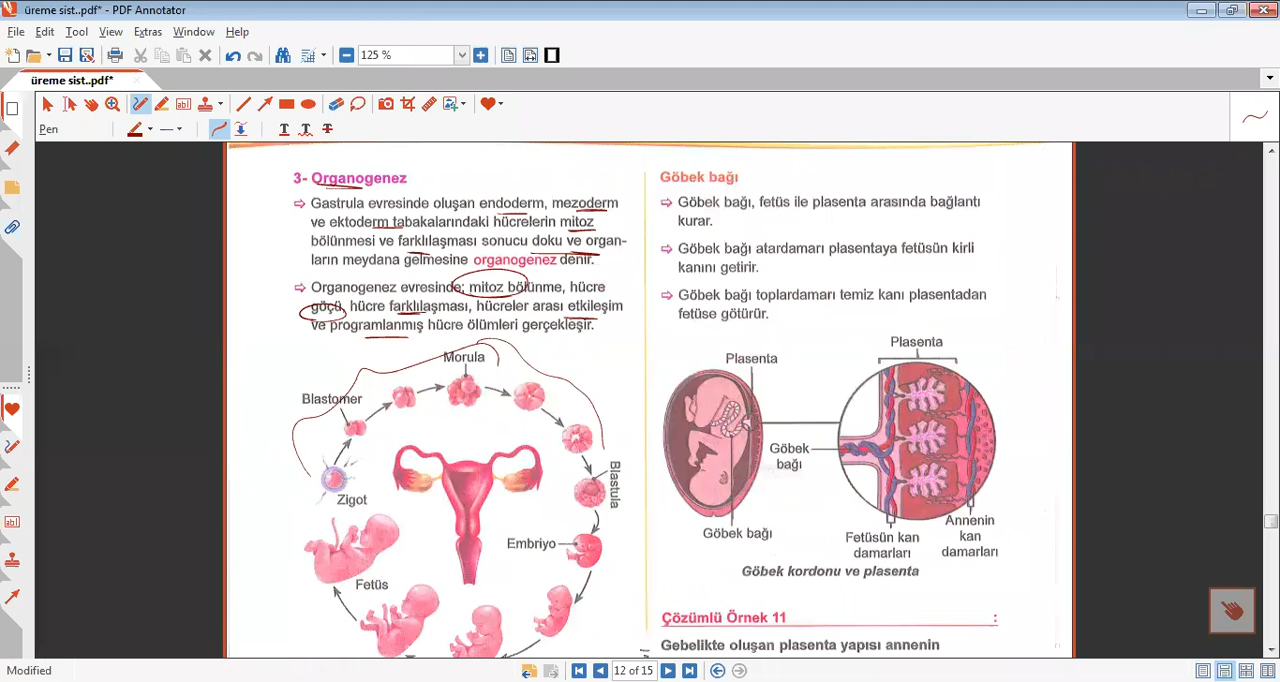 üreme sist..pdf* - PDF Annotator
File Edit Tool View Extras Window Help
125 %
üreme sist..pdf*
Pen
3- Organogenez
⇨ Gastrula evresinde oluşan endoderm, mezoderm
ve ektoderm tabakalarındaki hücrelerin mitoz
bölünmesi ve farklılaşması sonucu doku ve organ-
ların meydana gelmesine organogenez denir.
⇨ Organogenez evresinde; mitoz bölünme, hücre
göçü, hücre farklılaşması, hücreler arası etkileşim
ve programlanmış hücre ölümleri gerçekleşir.
Morula
Blastomer
Zigot
Blastula
Embriyo
Fetüs
Göbek bağı
⇨ Göbek bağı, fetüs ile plasenta arasında bağlantı
kurar.
⇨ Göbek bağı atardamarı plasentaya fetüsün kirli
kanını getirir.
⇨ Göbek bağı toplardamarı temiz kanı plasentadan
fetüse götürür.
Plasenta
Plasenta
Göbek
bağı
Göbek bağı
Fetüsün kan
damarları
Annenin
kan
damarları
Göbek kordonu ve plasenta
Çözümlü Örnek 11 :
Gebelikte oluşan plasenta yapısı annenin
Modified
12 of 15